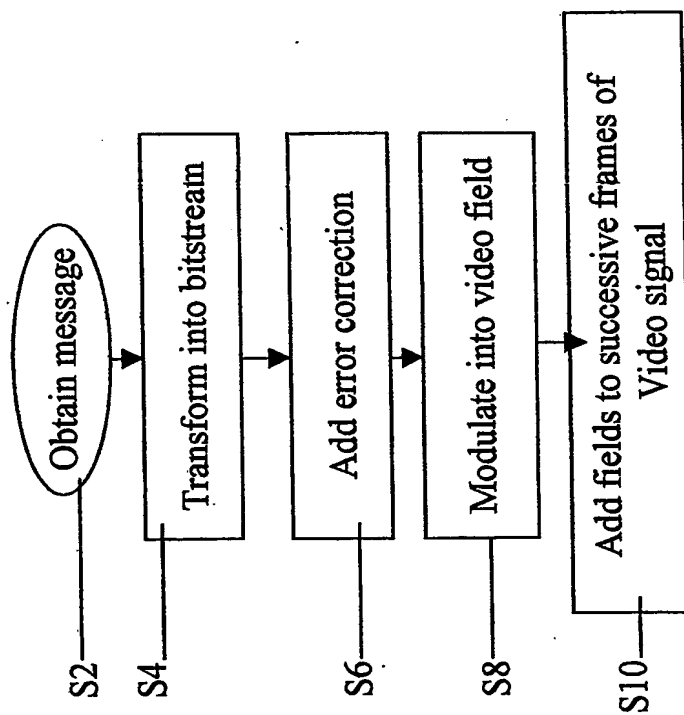 S2
Obtain message
S4
Transform into bitstream
S6
Add error correction
S8
Modulate into video field
S10
Add fields to successive frames of
Video signal